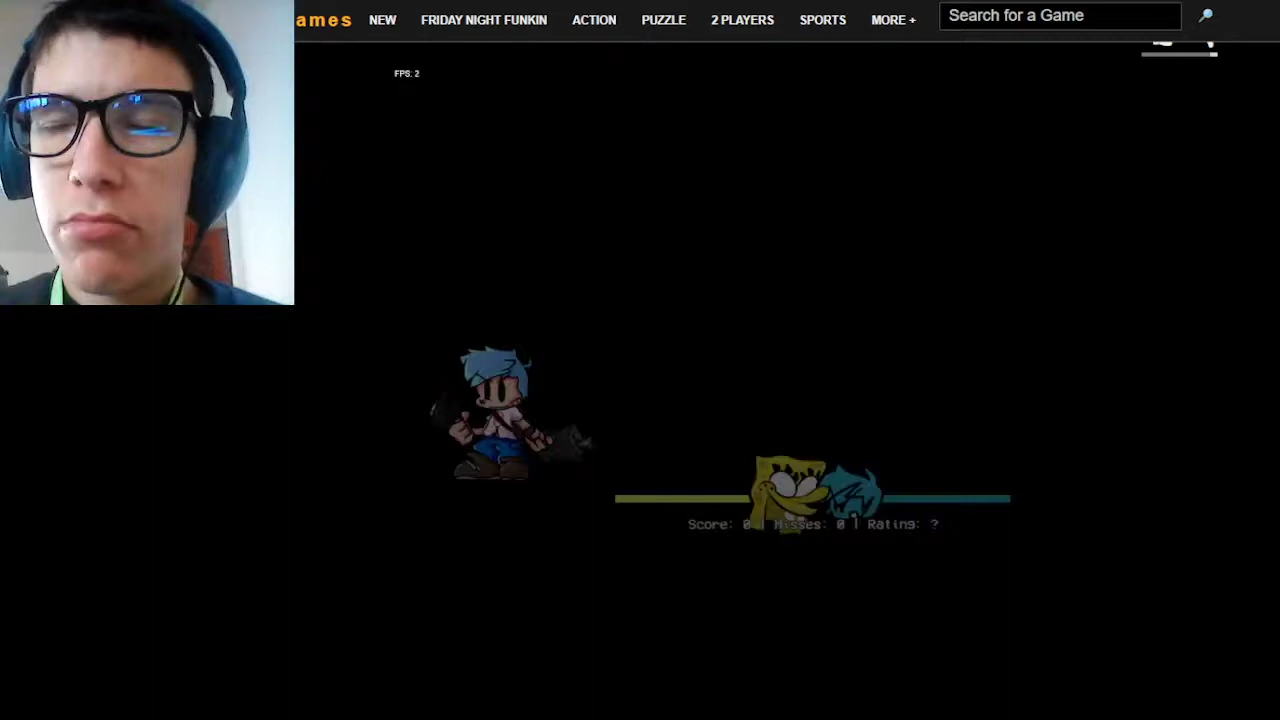 ames NEW FRIDAY NIGHT FUNKIN ACTION PUZZLE 2 PLAYERS SPORTS MORE + Search for a Game
FPS: 2
Score: 0 | Misses: 0 | Rating: ?